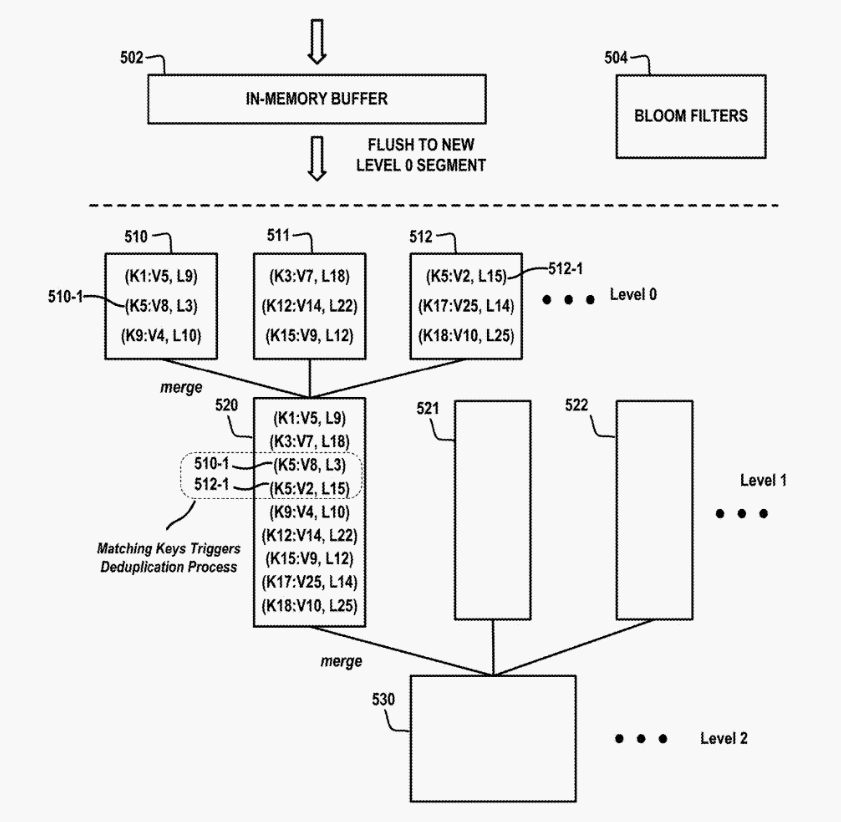 502
IN-MEMORY BUFFER
504
BLOOM FILTERS
FLUSH TO NEW
LEVEL 0 SEGMENT
510
(K1:V5, L9)
510-1
(K5:V8, L3)
(K9:V4, L10)
511
(K3:V7, L18)
(K12:V14, L22)
(K15:V9, L12)
512
(K5:V2, L15)
512-1
(K17:V25, L14)
(K18:V10, L25)
Level 0
merge
520
(K1:V5, L9)
(K3:V7, L18)
510-1
(K5:V8, L3)
512-1
(K5:V2, L15)
(K9:V4, L10)
(K12:V14, L22)
(K15:V9, L12)
(K17:V25, L14)
(K18:V10, L25)
Matching Keys Triggers
Deduplication Process
521
522
Level 1
merge
530
Level 2